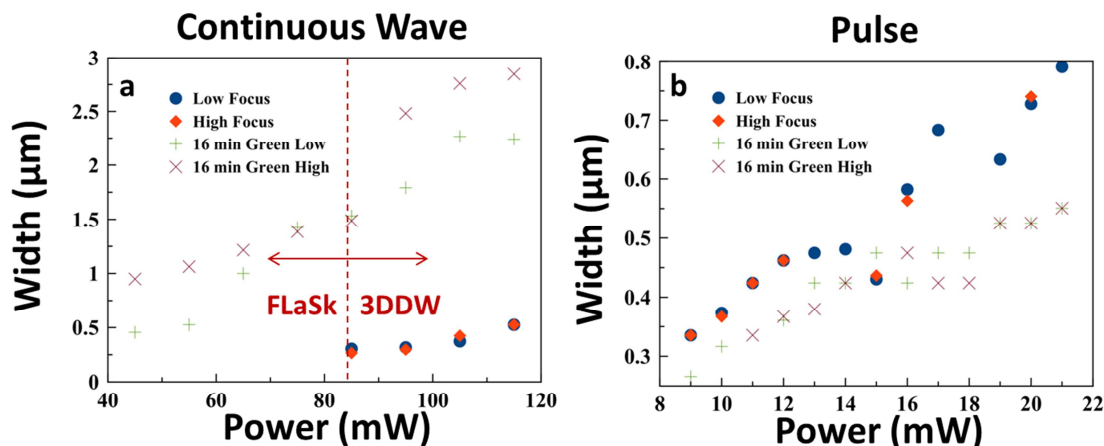 Continuous Wave
Pulse
a
Low Focus
High Focus
16 min Green Low
16 min Green High
FLaSk
3DDW
Width (μm)
3
2.5
2
1.5
1
0.5
0
40 60 80 100 120
Power (mW)
b
Low Focus
High Focus
16 min Green Low
16 min Green High
Width (μm)
0.8
0.7
0.6
0.5
0.4
0.3
8 10 12 14 16 18 20 22
Power (mW)